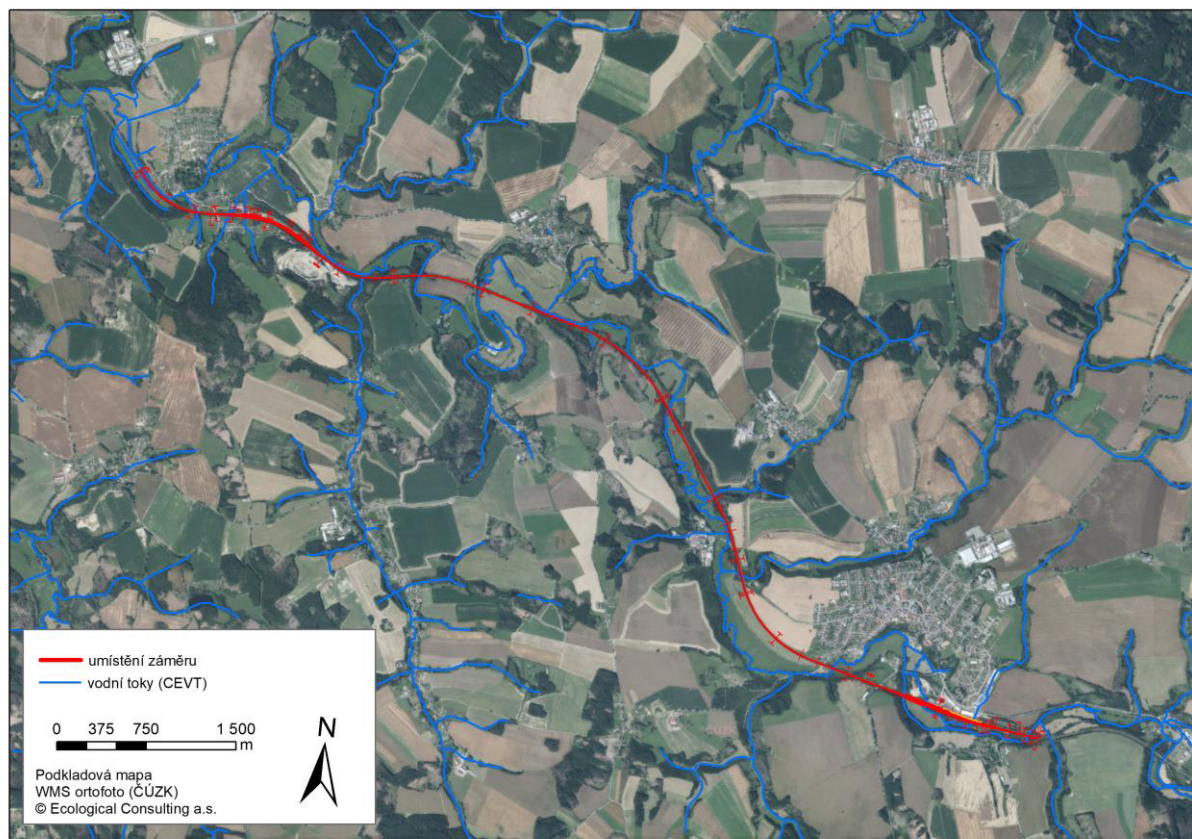 umístění záměru
vodní toky (CEVT)
0 375 750 1 500
m
N
Podkladová mapa
WMS ortofoto (ČÚZK)
© Ecological Consulting a.s.